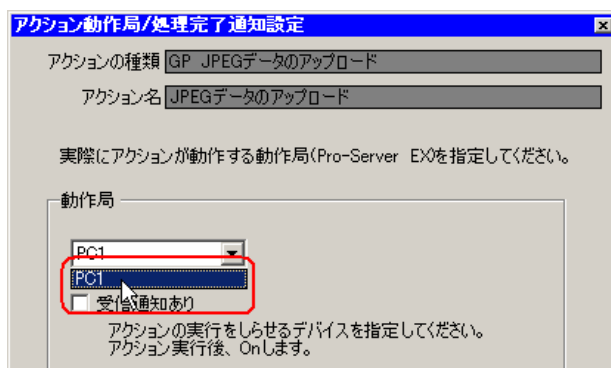 アクション動作局/処理完了通知設定
アクションの種類 GP JPEGデータのアップロード
アクション名 JPEGデータのアップロード
実際にアクションが動作する動作局(Pro-Server EX)を指定してください。
動作局
PC1
PC1
受信通知あり
アクションの実行をしらせるデバイスを指定してください。
アクション実行後、Onします。